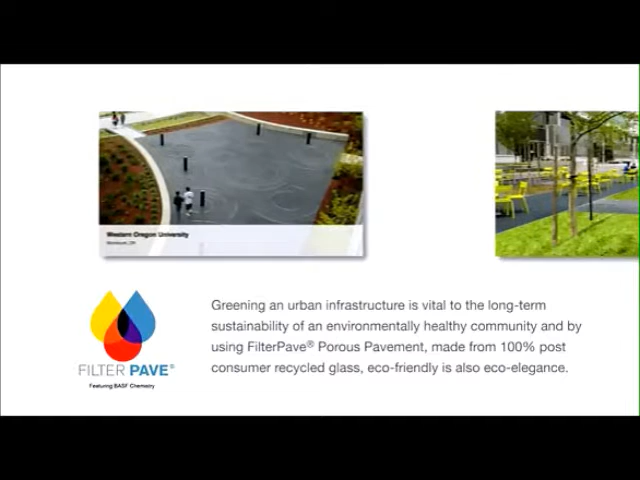 Western Oregon University
Monmouth, OR
Greening an urban infrastructure is vital to the long-term
sustainability of an environmentally healthy community and by
using FilterPave® Porous Pavement, made from 100% post
consumer recycled glass, eco-friendly is also eco-elegance.
FILTER PAVE®
Featuring BASF Chemistry